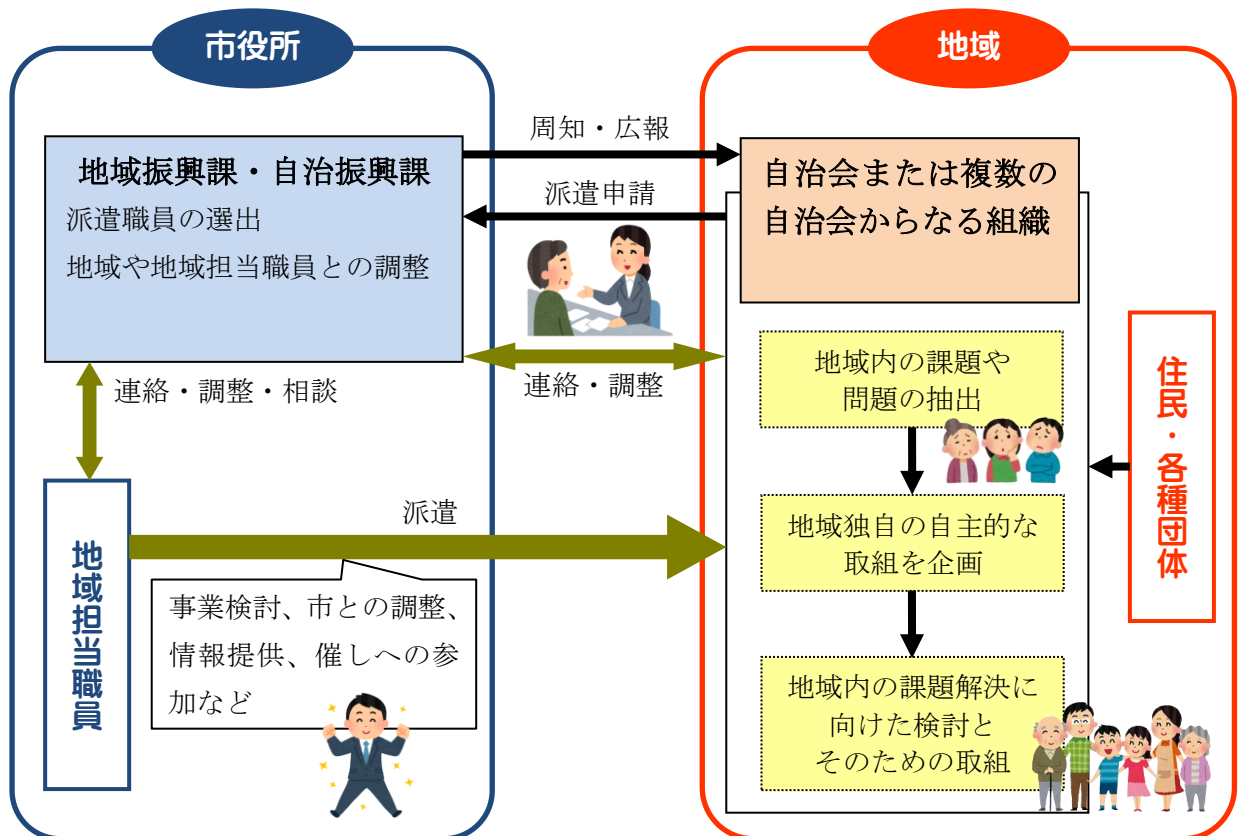 市役所
地域
地域振興課・自治振興課
派遣職員の選出
地域や地域担当職員との調整
周知・広報
派遣申請
連絡・調整
連絡・調整・相談
地域担当職員
派遣
事業検討、市との調整、
情報提供、催しへの参
加など
自治会または複数の
自治会からなる組織
地域内の課題や
問題の抽出
地域独自の自主的な
取組を企画
地域内の課題解決に
向けた検討と
そのための取組
住民・各種団体